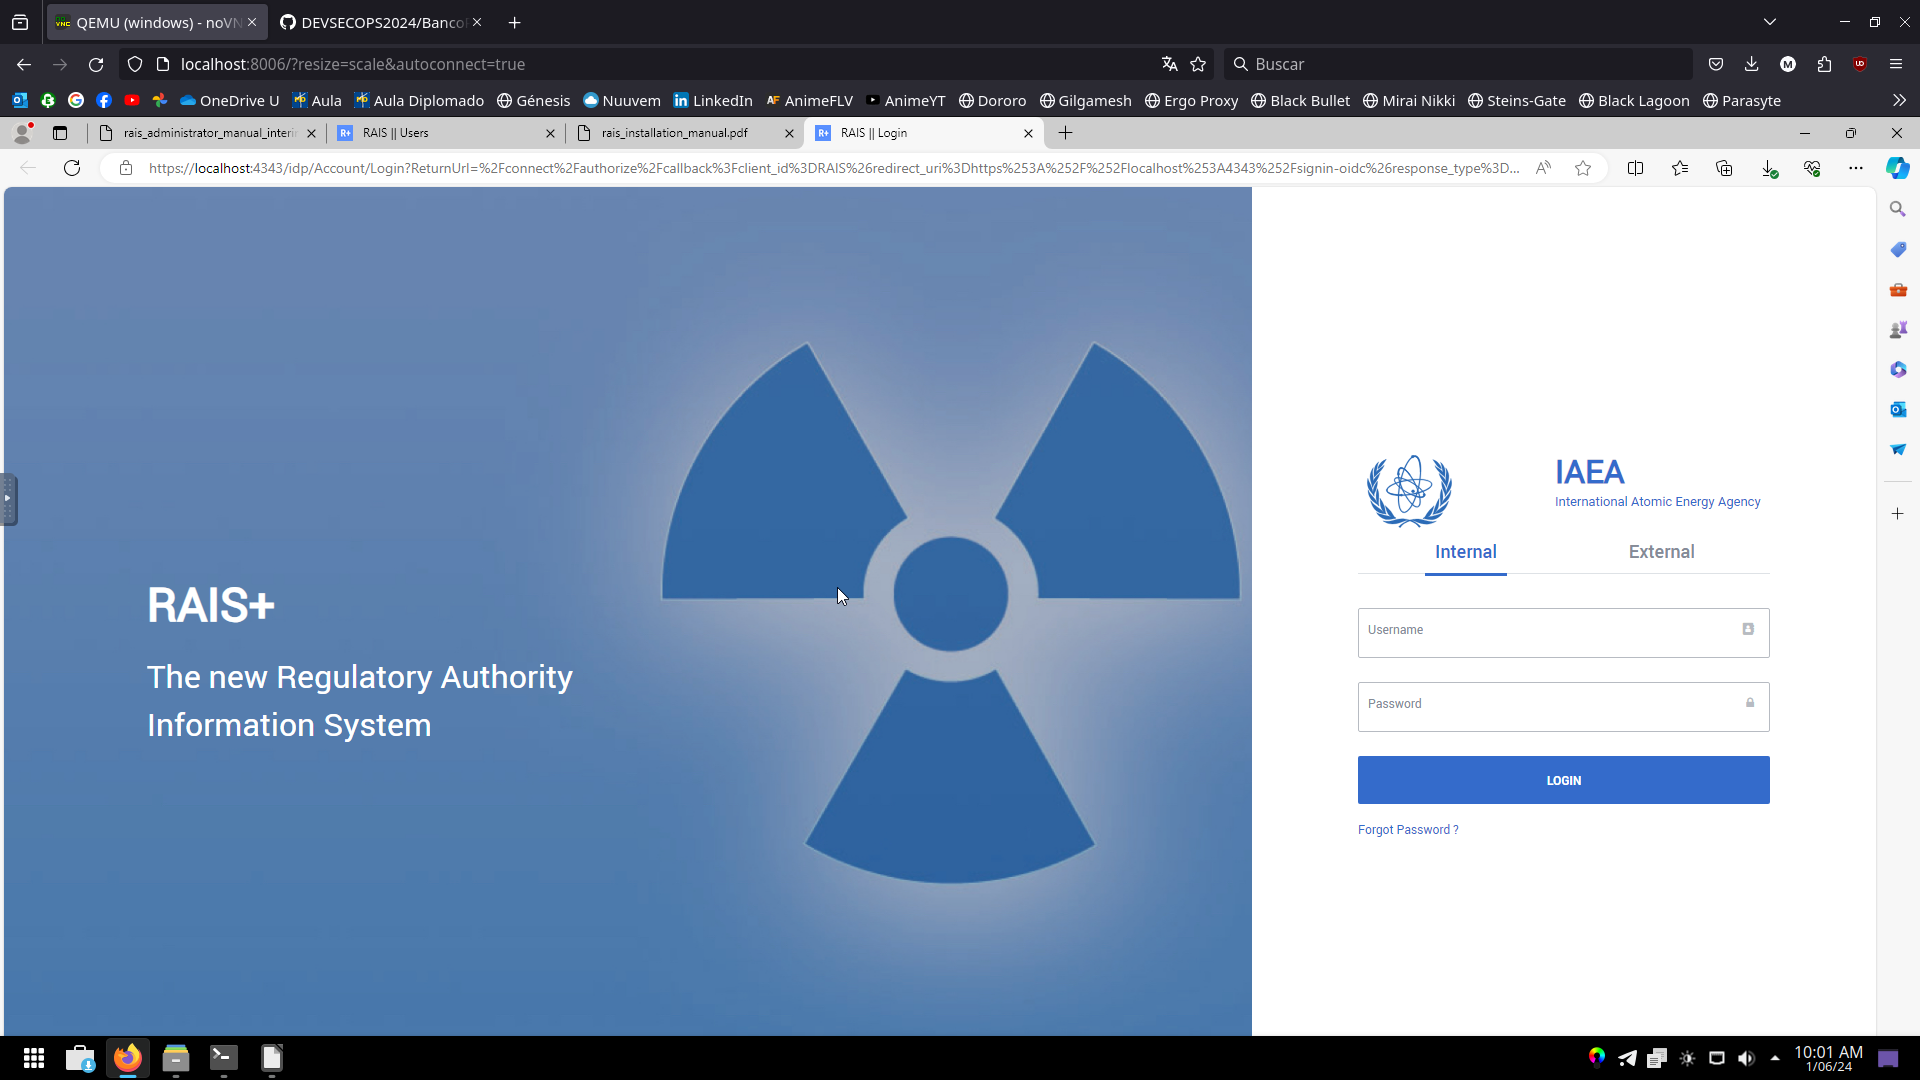 QEMU (windows) - noVN
DEVSECOPS2024/Banco
localhost:8006/?resize=scale&autoconnect=true
Buscar
OneDrive U
Aula
Aula Diplomado
Génesis
Nuuvem
LinkedIn
AnimeFLV
AnimeYT
Dororo
Gilgamesh
Ergo Proxy
Black Bullet
Mirai Nikki
Steins-Gate
Black Lagoon
Parasyte
rais_administrator_manual_interi
RAIS || Users
rais_installation_manual.pdf
RAIS || Login
https://localhost:4343/idp/Account/Login?ReturnUrl=%2Fconnect%2Fauthorize%2Fcallback%3Fclient_id%3DRAIS%26redirect_uri%3Dhttps%253A%252F%252Flocalhost%253A4343%252Fsignin-oidc%26response_type%3D...
IAEA
International Atomic Energy Agency
Internal
External
RAIS+
The new Regulatory Authority
Information System
Username
Password
LOGIN
Forgot Password ?
10:01 AM
1/06/24